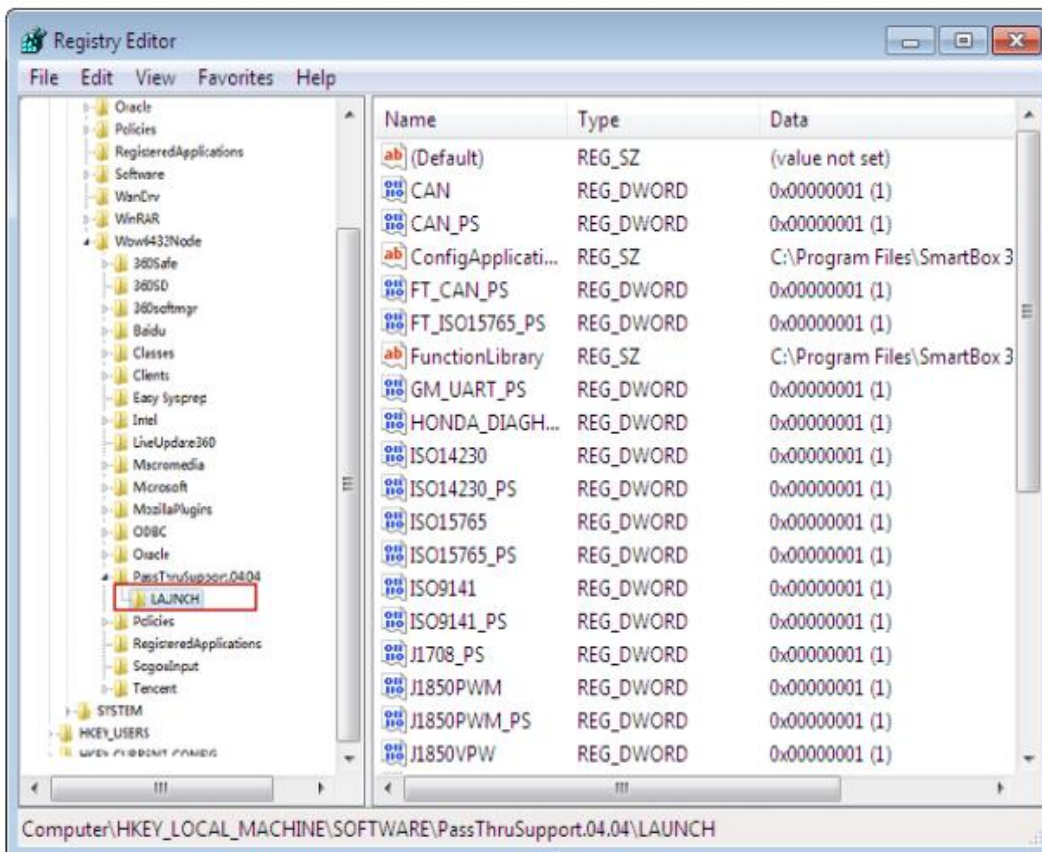 Registry Editor
File Edit View Favorites Help
Oracle
Policies
RegisteredApplications
Software
WanDrv
WinRAR
Wow6432Node
360Safe
360SD
360softmgr
Baidu
Classes
Clients
Easy Sysprep
Intel
LiveUpdate360
Macromedia
Microsoft
MozillaPlugins
ODBC
Oracle
PassThruSupport.04.04
LAUNCH
Policies
RegisteredApplications
SogouInput
Tencent
SYSTEM
HKEY_USERS
HKEY_CURRENT_CONFIG
Name Type Data
(Default) REG_SZ (value not set)
CAN REG_DWORD 0x00000001 (1)
CAN_PS REG_DWORD 0x00000001 (1)
ConfigApplicati... REG_SZ C:\Program Files\SmartBox 3
FT_CAN_PS REG_DWORD 0x00000001 (1)
FT_ISO15765_PS REG_DWORD 0x00000001 (1)
FunctionLibrary REG_SZ C:\Program Files\SmartBox 3
GM_UART_PS REG_DWORD 0x00000001 (1)
HONDA_DIAGH... REG_DWORD 0x00000001 (1)
ISO14230 REG_DWORD 0x00000001 (1)
ISO14230_PS REG_DWORD 0x00000001 (1)
ISO15765 REG_DWORD 0x00000001 (1)
ISO15765_PS REG_DWORD 0x00000001 (1)
ISO9141 REG_DWORD 0x00000001 (1)
ISO9141_PS REG_DWORD 0x00000001 (1)
J1708_PS REG_DWORD 0x00000001 (1)
J1850PWM REG_DWORD 0x00000001 (1)
J1850PWM_PS REG_DWORD 0x00000001 (1)
J1850VPW REG_DWORD 0x00000001 (1)
Computer\HKEY_LOCAL_MACHINE\SOFTWARE\PassThruSupport.04.04\LAUNCH